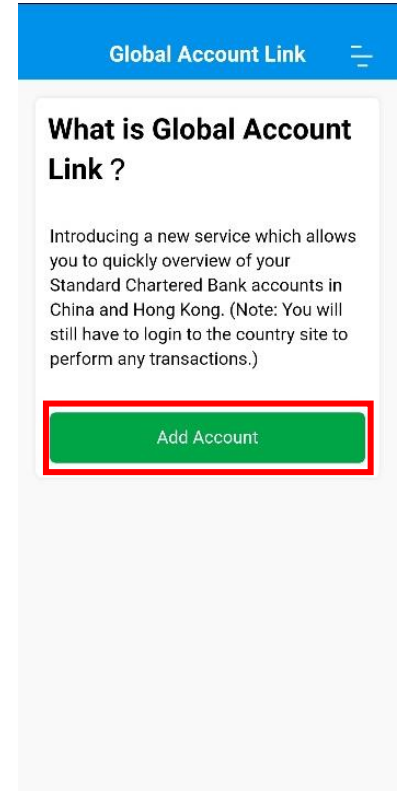 Global Account Link
What is Global Account
Link？
Introducing a new service which allows
you to quickly overview of your
Standard Chartered Bank accounts in
China and Hong Kong. (Note: You will
still have to login to the country site to
perform any transactions.)
Add Account